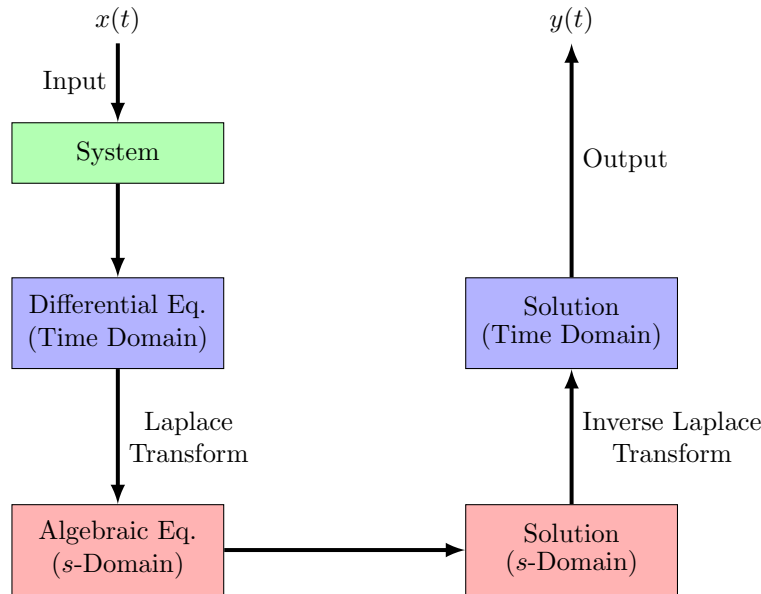 x(t)
y(t)
Input
System
Output
Differential Eq.
(Time Domain)
Solution
(Time Domain)
Laplace
Transform
Inverse Laplace
Transform
Algebraic Eq.
(s-Domain)
Solution
(s-Domain)